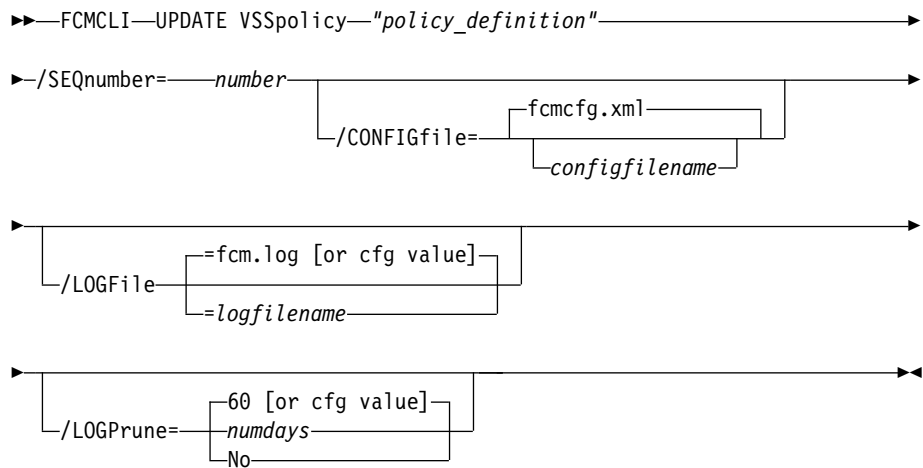 FCMCLI UPDATE VSSpolicy "policy_definition"
/SEQnumber= number
fcmcfg.xml
/CONFIGfile=
configfilename
=fcm.log [or cfg value]
/LOGFile
=logfilename
60 [or cfg value]
/LOGPrune= numdays
No